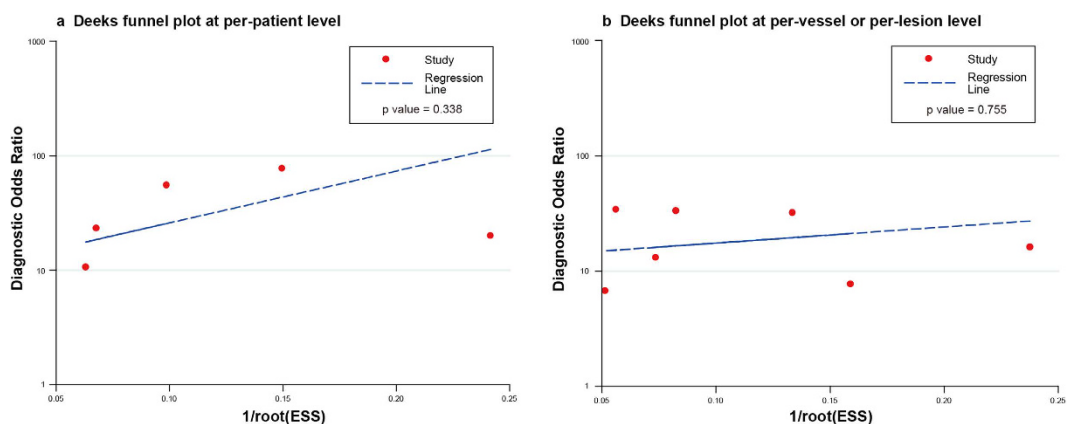 a Deeks funnel plot at per-patient level
1000
100
10
1
Diagnostic Odds Ratio
Study
Regression
Line
p value = 0.338
0.05 0.10 0.15 0.20 0.25
1/root(ESS)
b Deeks funnel plot at per-vessel or per-lesion level
1000
100
10
1
Diagnostic Odds Ratio
Study
Regression
Line
p value = 0.755
0.05 0.10 0.15 0.20 0.25
1/root(ESS)